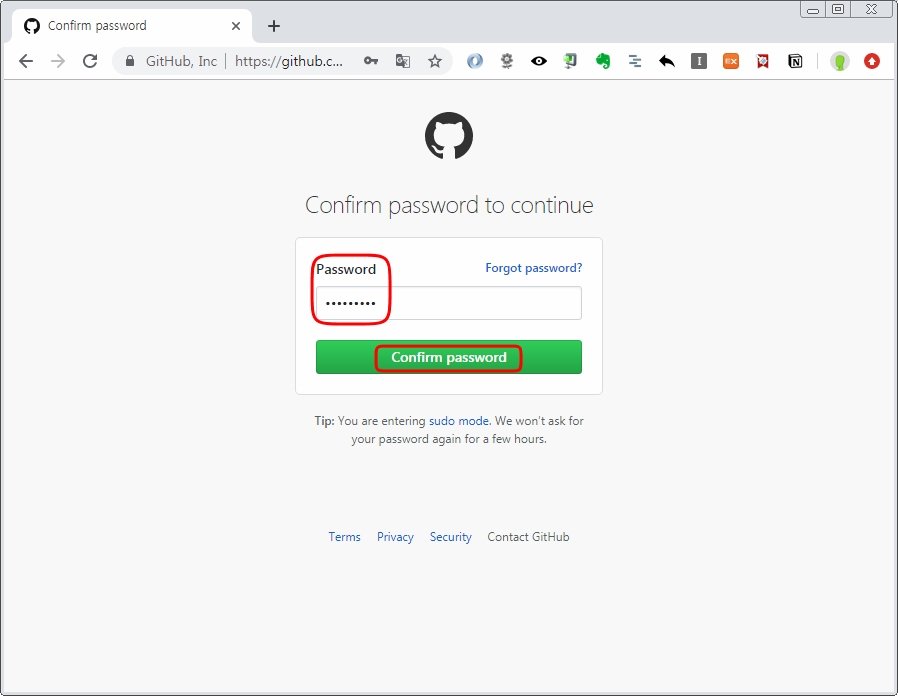 Confirm password
GitHub, Inc | https://github.c...
Confirm password to continue
Password Forgot password?
•••••••••
Confirm password
Tip: You are entering sudo mode. We won't ask for
your password again for a few hours.
Terms Privacy Security Contact GitHub